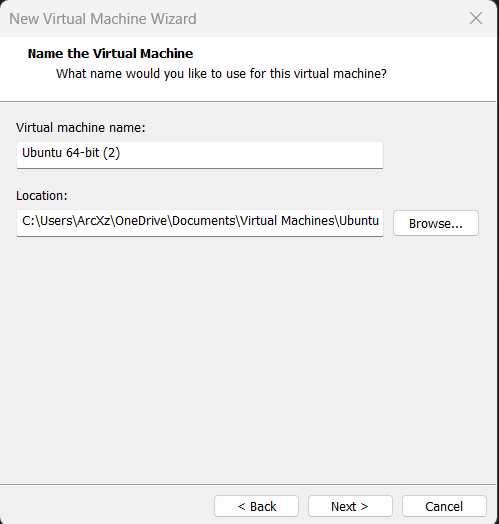 New Virtual Machine Wizard
Name the Virtual Machine
What name would you like to use for this virtual machine?
Virtual machine name:
Ubuntu 64-bit (2)
Location:
C:\Users\ArcXz\OneDrive\Documents\Virtual Machines\Ubuntu
Browse...
< Back
Next >
Cancel